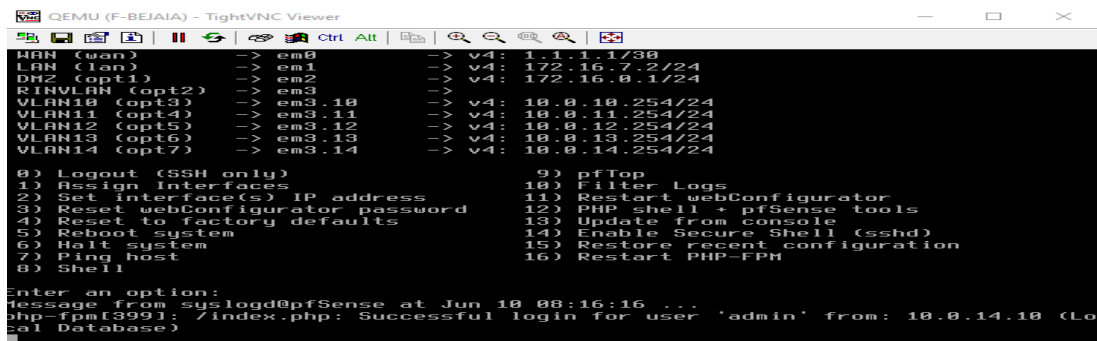 QEMU (F-BEJAIA) - TightVNC Viewer
Ctrl Alt
WAN (wan) -> em0 -> v4: 1.1.1.1/30
LAN (lan) -> em1 -> v4: 172.16.7.2/24
DMZ (opt1) -> em2 -> v4: 172.16.0.1/24
RINVLAN (opt2) -> em3 ->
VLAN10 (opt3) -> em3.10 -> v4: 10.0.10.254/24
VLAN11 (opt4) -> em3.11 -> v4: 10.0.11.254/24
VLAN12 (opt5) -> em3.12 -> v4: 10.0.12.254/24
VLAN13 (opt6) -> em3.13 -> v4: 10.0.13.254/24
VLAN14 (opt7) -> em3.14 -> v4: 10.0.14.254/24
0) Logout (SSH only) 9) pfTop
1) Assign Interfaces 10) Filter Logs
2) Set interface(s) IP address 11) Restart webConfigurator
3) Reset webConfigurator password 12) PHP shell + pfSense tools
4) Reset to factory defaults 13) Update from console
5) Reboot system 14) Enable Secure Shell (sshd)
6) Halt system 15) Restore recent configuration
7) Ping host 16) Restart PHP-FPM
8) Shell
Enter an option:
Message from syslogd@pfSense at Jun 10 08:16:16 ...
php-fpm[399]: /index.php: Successful login for user 'admin' from: 10.0.14.10 (Lo
cal Database)